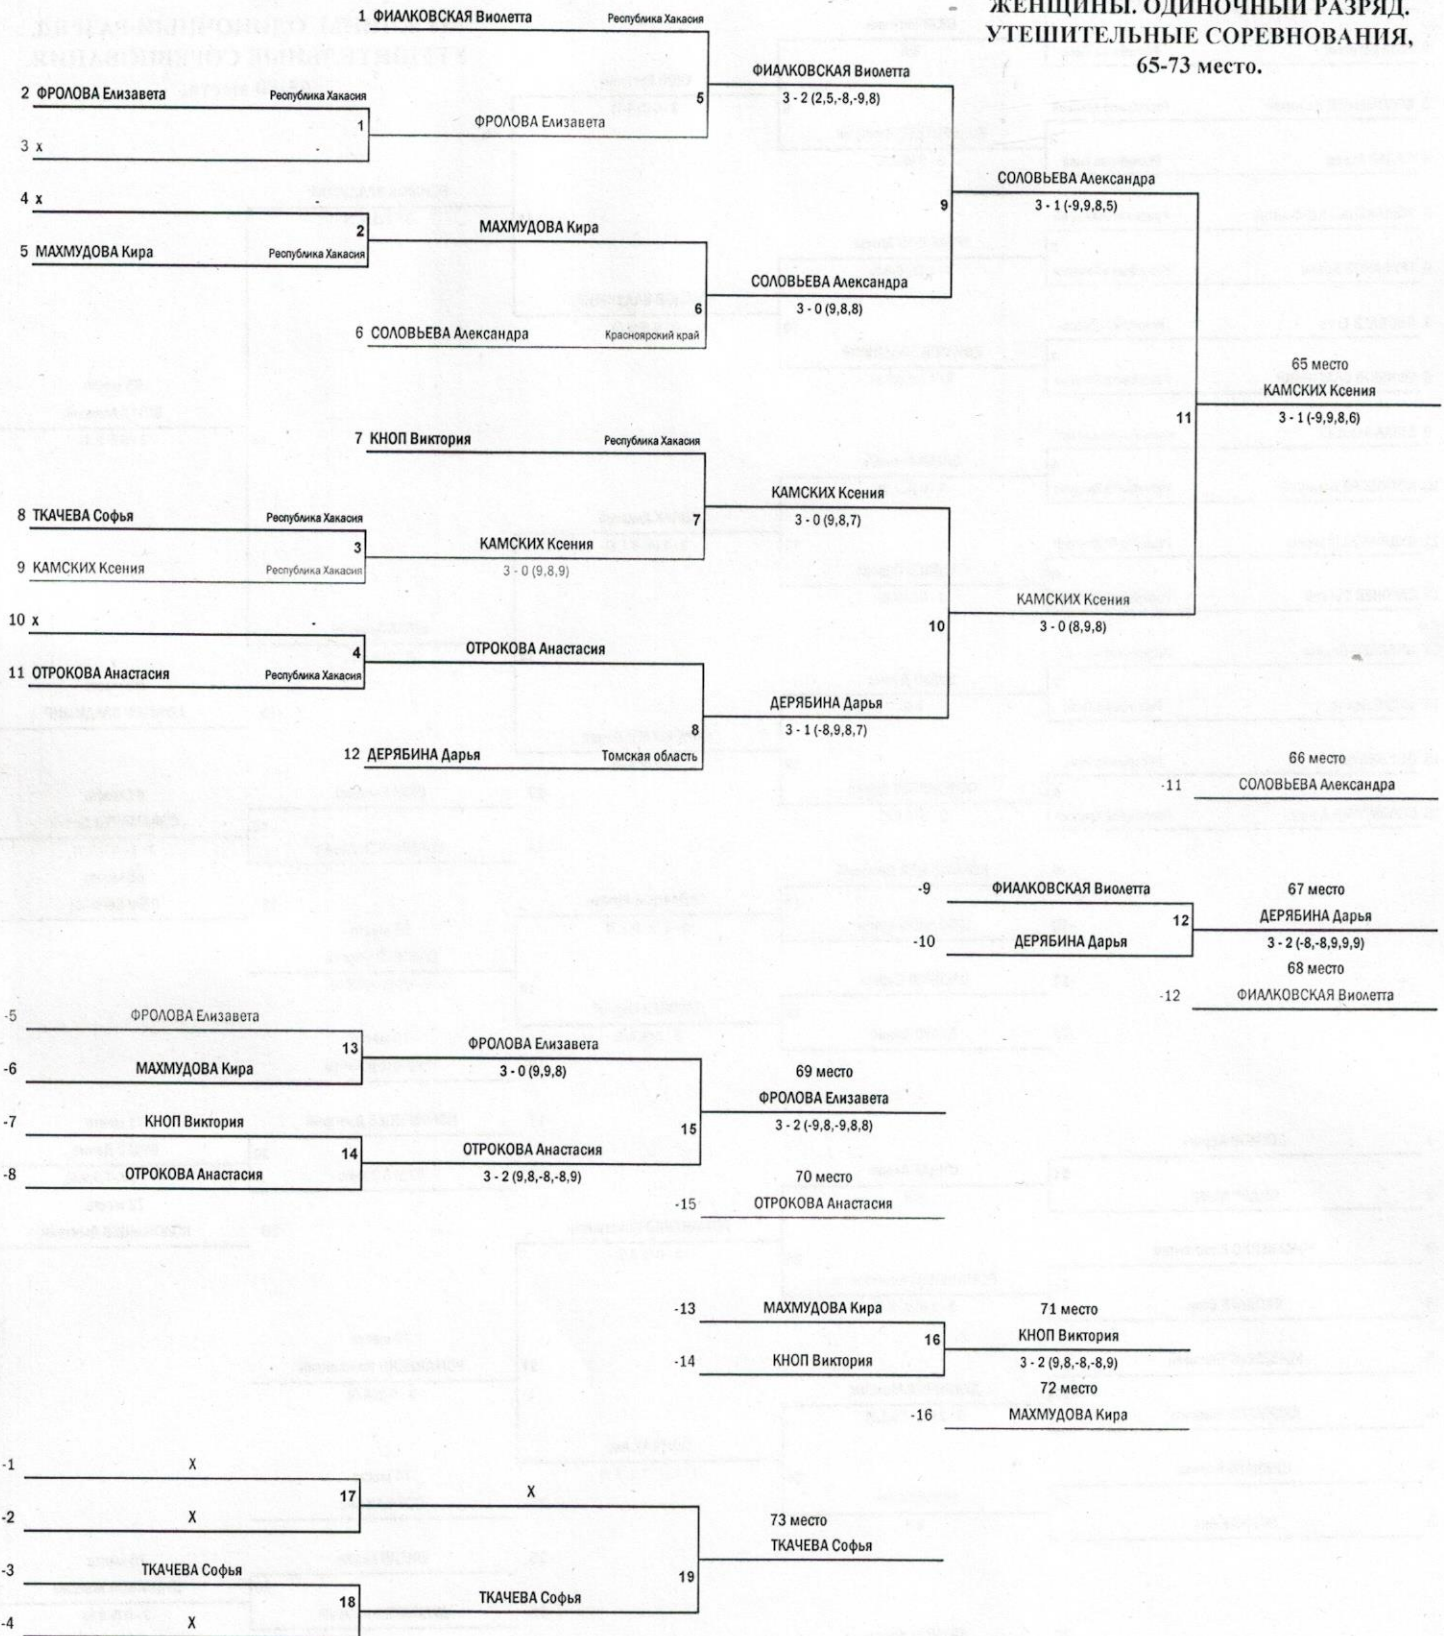 ЖЕНЩИНЫ. ОДИНОЧНЫЙ РАЗРЯД.
УТЕШИТЕЛЬНЫЕ СОРЕВНОВАНИЯ,
65-73 место.
1 ФИАЛКОВСКАЯ Виолетта Республика Хакасия
5 ФИАЛКОВСКАЯ Виолетта
3 - 2 (2,5,-8,-9,8)
2 ФРОЛОВА Елизавета Республика Хакасия
1 ФРОЛОВА Елизавета
3 х
9 СОЛОВЬЕВА Александра
3 - 1 (-9,9,8,5)
4 х
2 МАХМУДОВА Кира
5 МАХМУДОВА Кира Республика Хакасия
6 СОЛОВЬЕВА Александра
3 - 0 (9,8,8)
6 СОЛОВЬЕВА Александра Красноярский край
65 место
11 КАМСКИХ Ксения
3 - 1 (-9,9,8,6)
7 КНОП Виктория Республика Хакасия
7 КАМСКИХ Ксения
3 - 0 (9,8,7)
8 ТКАЧЕВА Софья Республика Хакасия
3 КАМСКИХ Ксения
3 - 0 (9,8,9)
9 КАМСКИХ Ксения Республика Хакасия
10 КАМСКИХ Ксения
3 - 0 (8,9,8)
10 х
4 ОТРОКОВА Анастасия
11 ОТРОКОВА Анастасия Республика Хакасия
8 ДЕРЯБИНА Дарья
3 - 1 (-8,9,8,7)
12 ДЕРЯБИНА Дарья Томская область
66 место
-11 СОЛОВЬЕВА Александра
-9 ФИАЛКОВСКАЯ Виолетта 67 место
12 ДЕРЯБИНА Дарья
-10 ДЕРЯБИНА Дарья 3 - 2 (-8,-8,9,9,9)
68 место
-12 ФИАЛКОВСКАЯ Виолетта
-5 ФРОЛОВА Елизавета
13 ФРОЛОВА Елизавета
-6 МАХМУДОВА Кира 3 - 0 (9,9,8)
69 место
15 ФРОЛОВА Елизавета
3 - 2 (-9,8,-9,8,8)
-7 КНОП Виктория
14 ОТРОКОВА Анастасия
-8 ОТРОКОВА Анастасия 3 - 2 (9,8,-8,-8,9)
70 место
-15 ОТРОКОВА Анастасия
-13 МАХМУДОВА Кира 71 место
16 КНОП Виктория
-14 КНОП Виктория 3 - 2 (9,8,-8,-8,9)
72 место
-16 МАХМУДОВА Кира
-1 Х
17 Х
-2 Х
73 место
19 ТКАЧЕВА Софья
-3 ТКАЧЕВА Софья
18 ТКАЧЕВА Софья
-4 Х